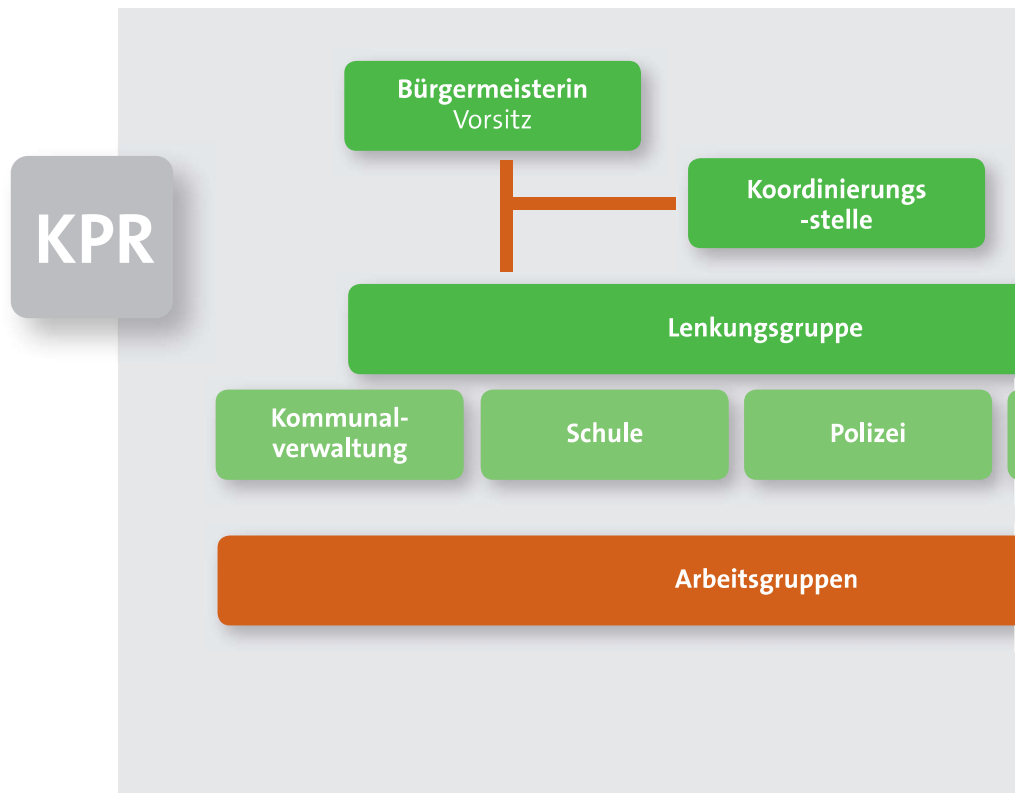 Bürgermeisterin
Vorsitz
KPR
Koordinierungs
-stelle
Lenkungsgruppe
Kommunal-
verwaltung
Schule
Polizei
Arbeitsgruppen